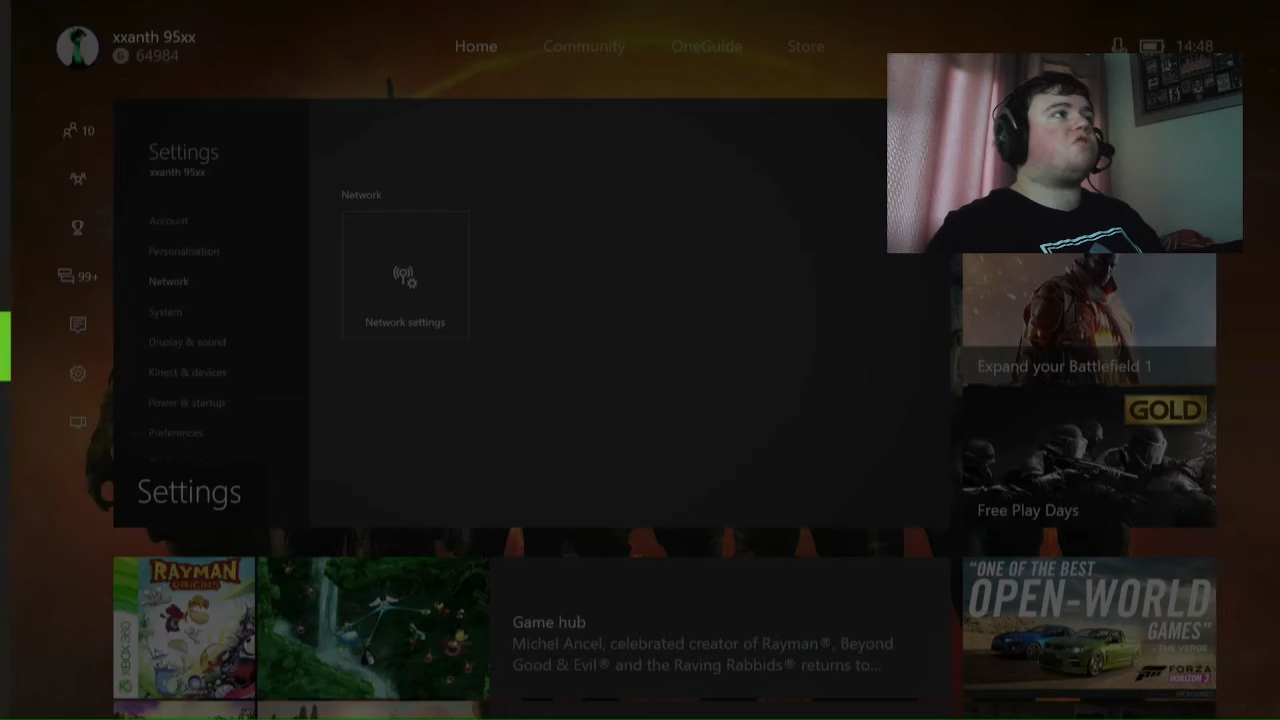 xxanth 95xx
G 64984
Home
Community
OneGuide
Store
14:48
10
99+
Settings
xxanth 95xx
Account
Personalisation
Network
System
Display & sound
Kinect & devices
Power & startup
Preferences
Network
Network settings
Settings
Expand your Battlefield 1
GOLD
Free Play Days
RAYMAN
ORIGINS
XBOX 360
Game hub
Michel Ancel, celebrated creator of Rayman®, Beyond
Good & Evil® and the Raving Rabbids® returns to...
"ONE OF THE BEST
OPEN-WORLD
GAMES"
- THE VERGE
FORZA
HORIZON 3
SPONSORED